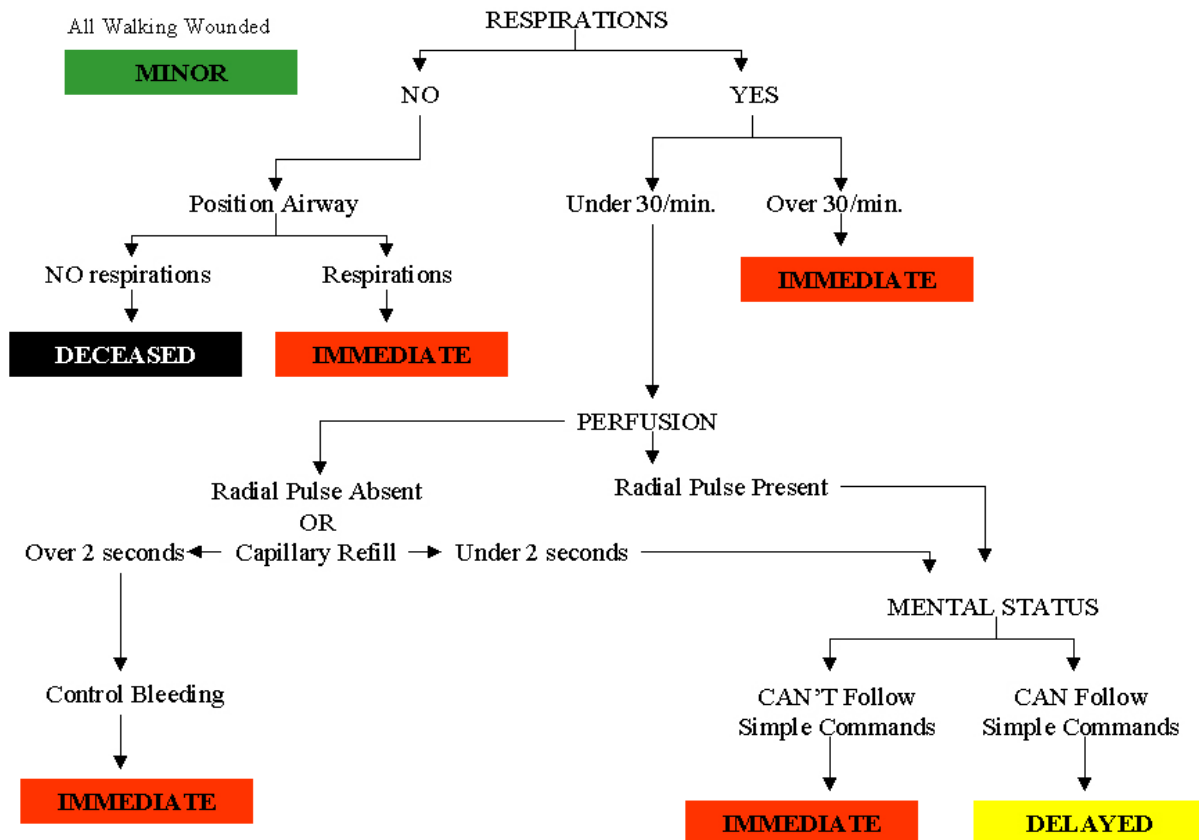 RESPIRATIONS
All Walking Wounded
MINOR
NO
YES
Position Airway
Under 30/min.
Over 30/min.
NO respirations
Respirations
IMMEDIATE
DECEASED
IMMEDIATE
PERFUSION
Radial Pulse Absent
OR
Radial Pulse Present
Over 2 seconds
Capillary Refill
Under 2 seconds
MENTAL STATUS
Control Bleeding
CAN'T Follow
Simple Commands
CAN Follow
Simple Commands
IMMEDIATE
IMMEDIATE
DELAYED